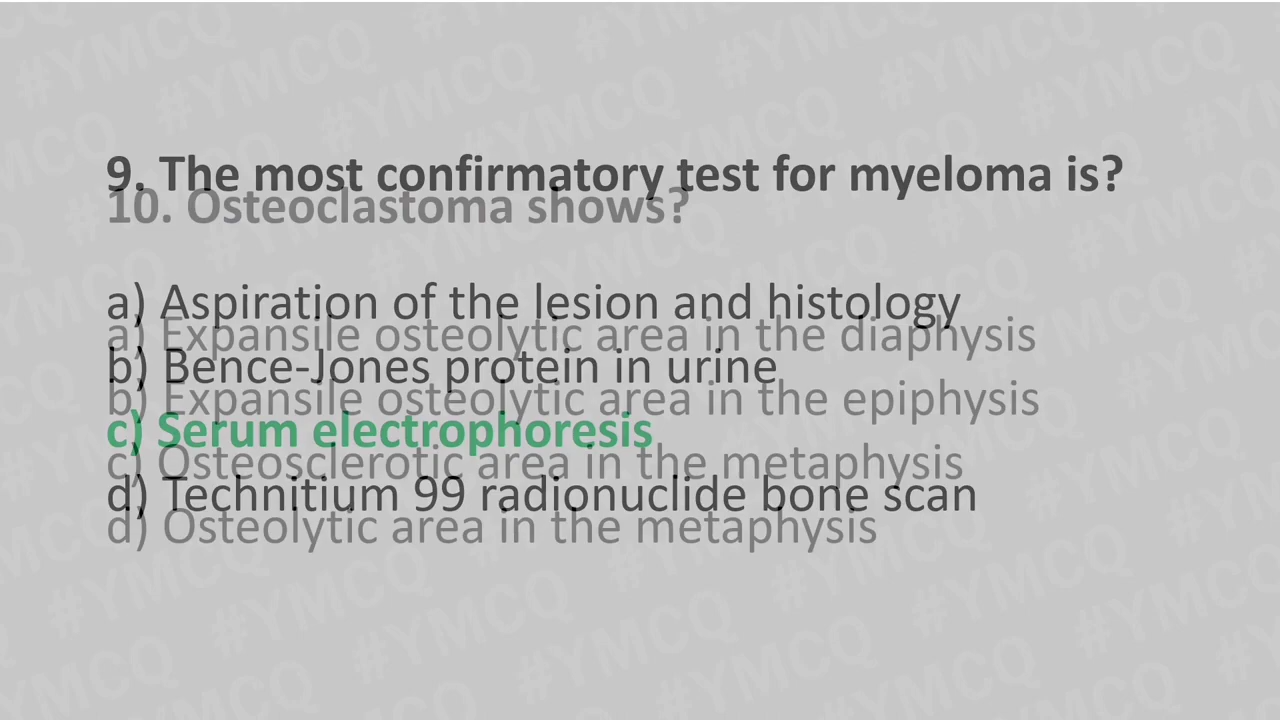 9. The most confirmatory test for myeloma is?
10. Osteoclastoma shows?
a) Aspiration of the lesion and histology
a) Expansile osteolytic area in the diaphysis
b) Bence-Jones protein in urine
b) Expansile osteolytic area in the epiphysis
c) Serum electrophoresis
c) Osteosclerotic area in the metaphysis
d) Technitium 99 radionuclide bone scan
d) Osteolytic area in the metaphysis
#YMCQ